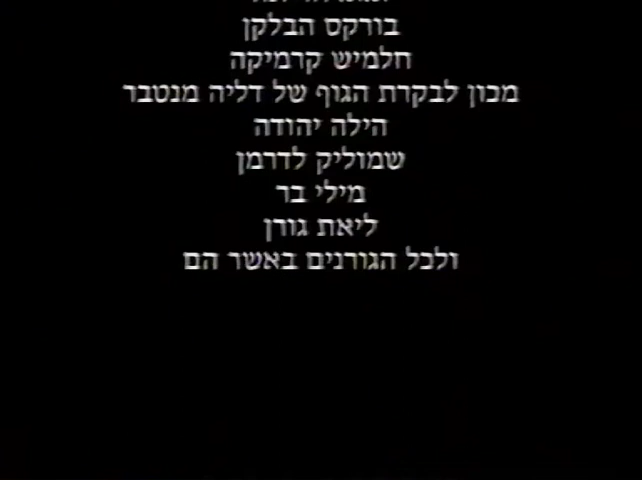 בורקס הבלקן
חלמיש קרמיקה
מכון לבקרת הגוף של דליה מנטבר
הילה יהודה
שמוליק לדרמן
מילי בר
ליאת גורן
ולכל הגורנים באשר הם